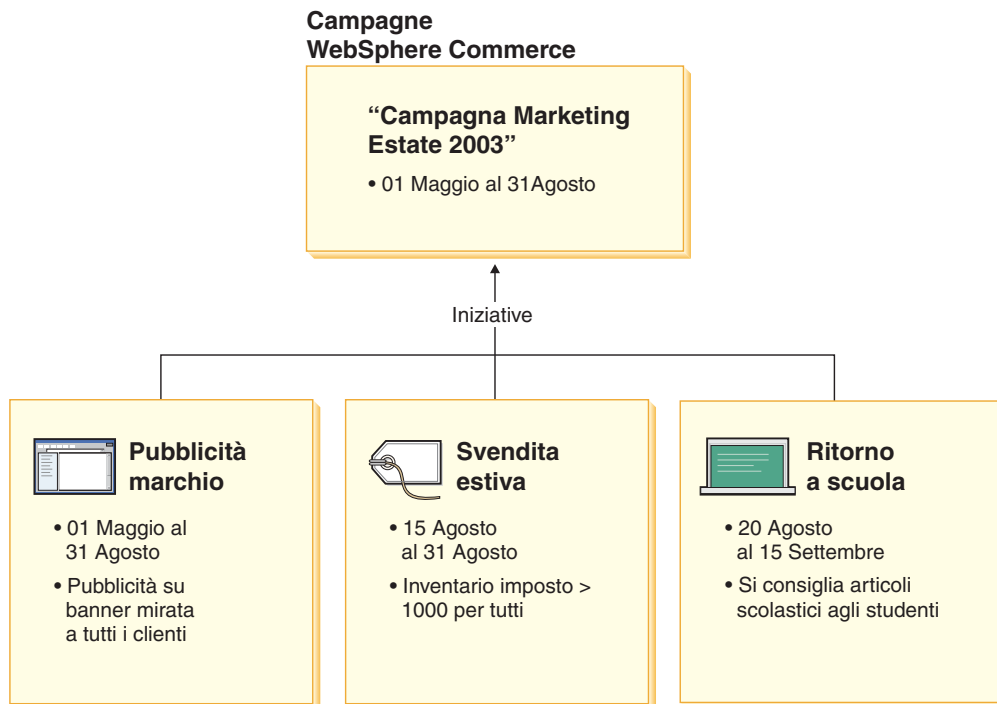 Campagne
WebSphere Commerce
“Campagna Marketing
Estate 2003”
• 01 Maggio al 31Agosto
Iniziative
Pubblicità
marchio
• 01 Maggio al
31 Agosto
• Pubblicità su
banner mirata
a tutti i clienti
Svendita
estiva
• 15 Agosto
al 31 Agosto
• Inventario imposto >
1000 per tutti
Ritorno
a scuola
• 20 Agosto
al 15 Settembre
• Si consiglia articoli
scolastici agli studenti